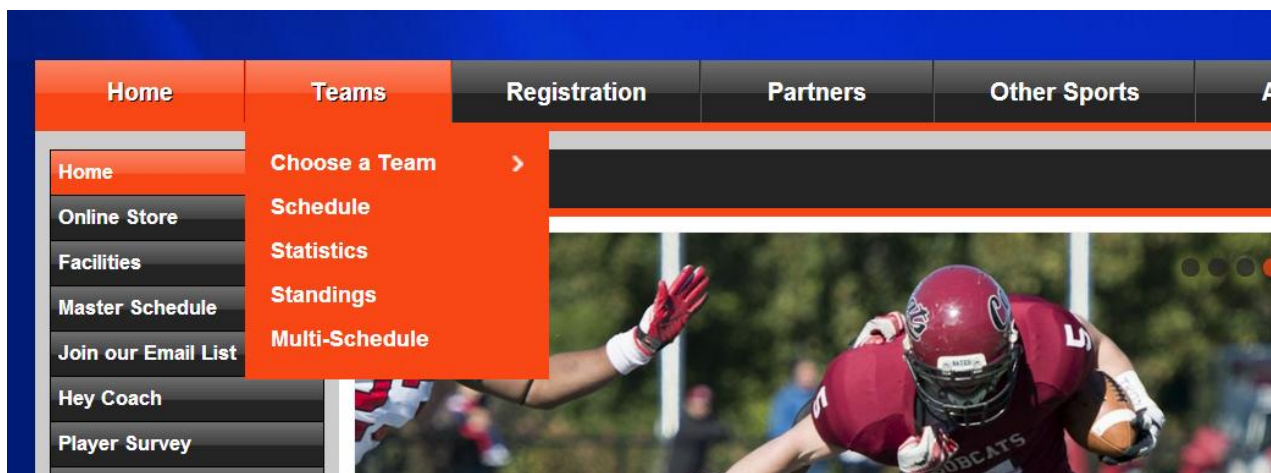 Home
Teams
Registration
Partners
Other Sports
Choose a Team
Schedule
Statistics
Standings
Multi-Schedule
Home
Online Store
Facilities
Master Schedule
Join our Email List
Hey Coach
Player Survey
5
5
BOBCATS